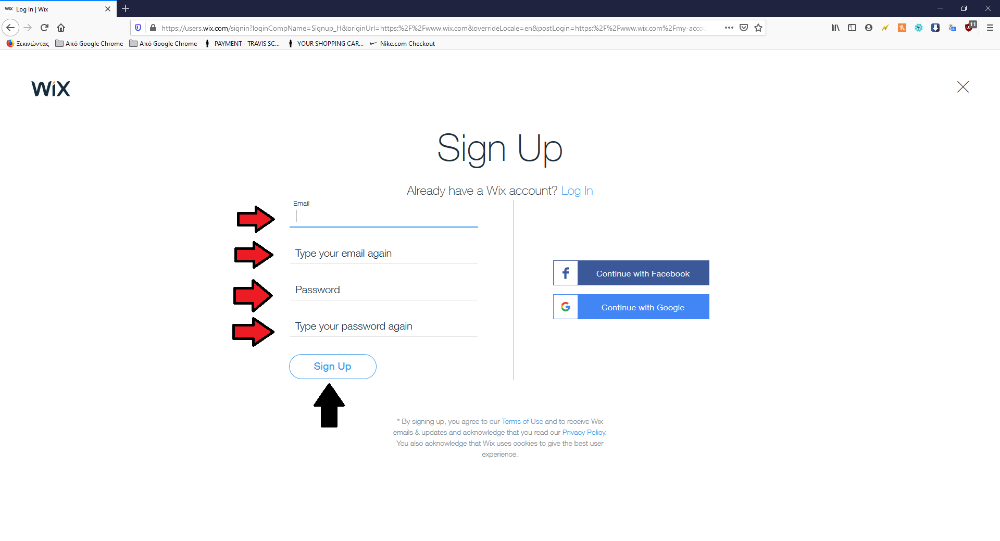 WiX Log In | Wix
https://users.wix.com/signin?loginCompName=Signup_H&originUrl=https:%2F%2Fwww.wix.com&overrideLocale=en&postLogin=https:%2F%2Fwww.wix.com%2Fmy-accou
11
Ξεκινώντας
Από Google Chrome
Από Google Chrome
PAYMENT - TRAVIS SC...
YOUR SHOPPING CAR...
Nike.com Checkout
WiX
Sign Up
Already have a Wix account? Log In
Email
Type your email again
Password
Type your password again
Sign Up
Continue with Facebook
Continue with Google
* By signing up, you agree to our Terms of Use and to receive Wix
emails & updates and acknowledge that you read our Privacy Policy.
You also acknowledge that Wix uses cookies to give the best user
experience.